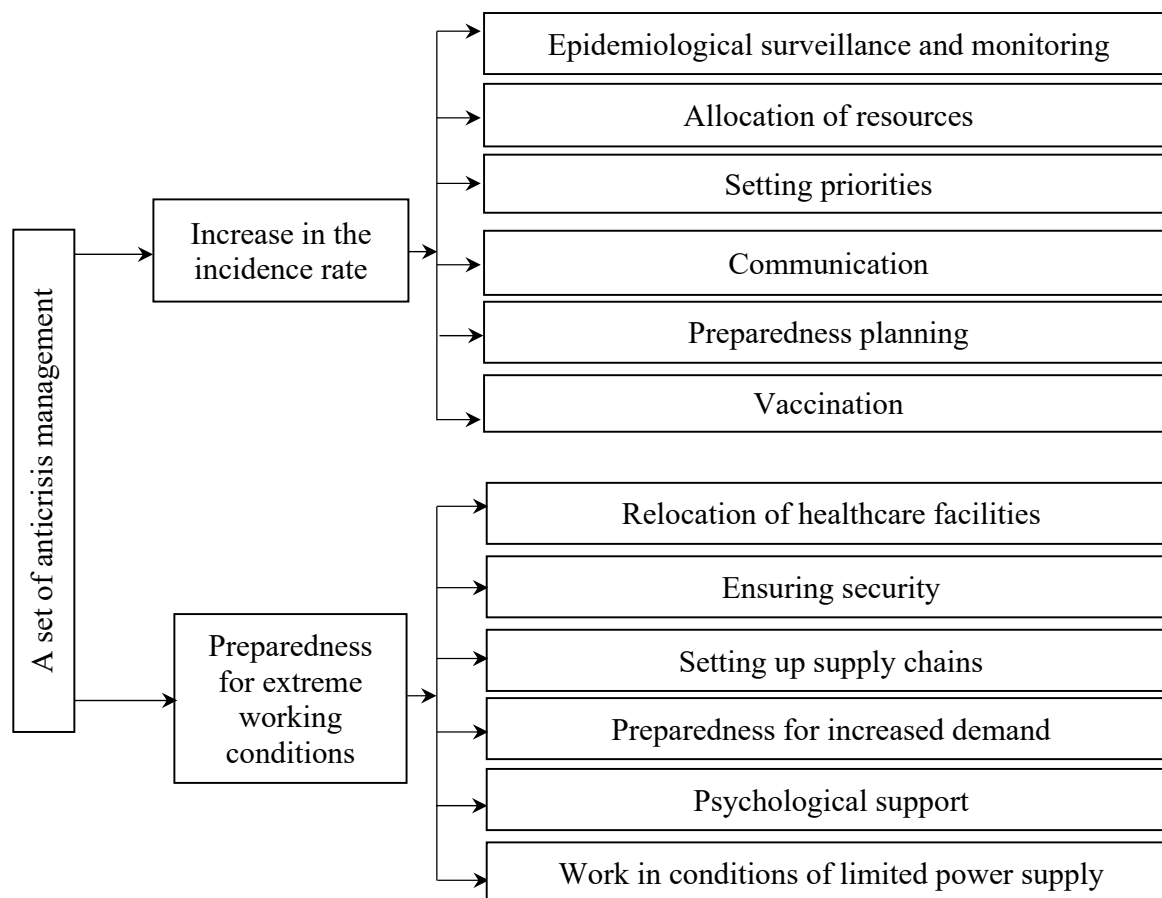 A set of anticrisis management
Increase in the
incidence rate
Epidemiological surveillance and monitoring
Allocation of resources
Setting priorities
Communication
Preparedness planning
Vaccination
Preparedness
for extreme
working
conditions
Relocation of healthcare facilities
Ensuring security
Setting up supply chains
Preparedness for increased demand
Psychological support
Work in conditions of limited power supply